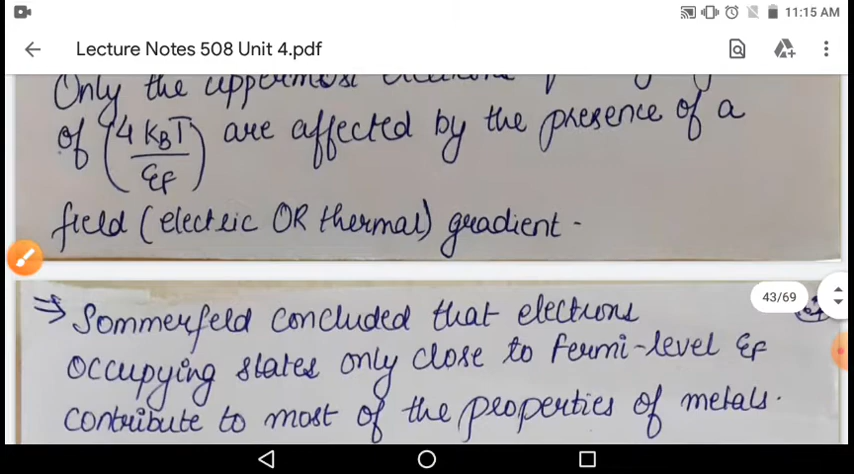 11:15 AM
Lecture Notes 508 Unit 4.pdf
Only the uppermost
of (4 KBT / EF) are affected by the presence of a
field (electric OR thermal) gradient -
43/69
⇒ Sommerfeld concluded that electrons
occupying states only close to Fermi-level EF
contribute to most of the properties of metals.